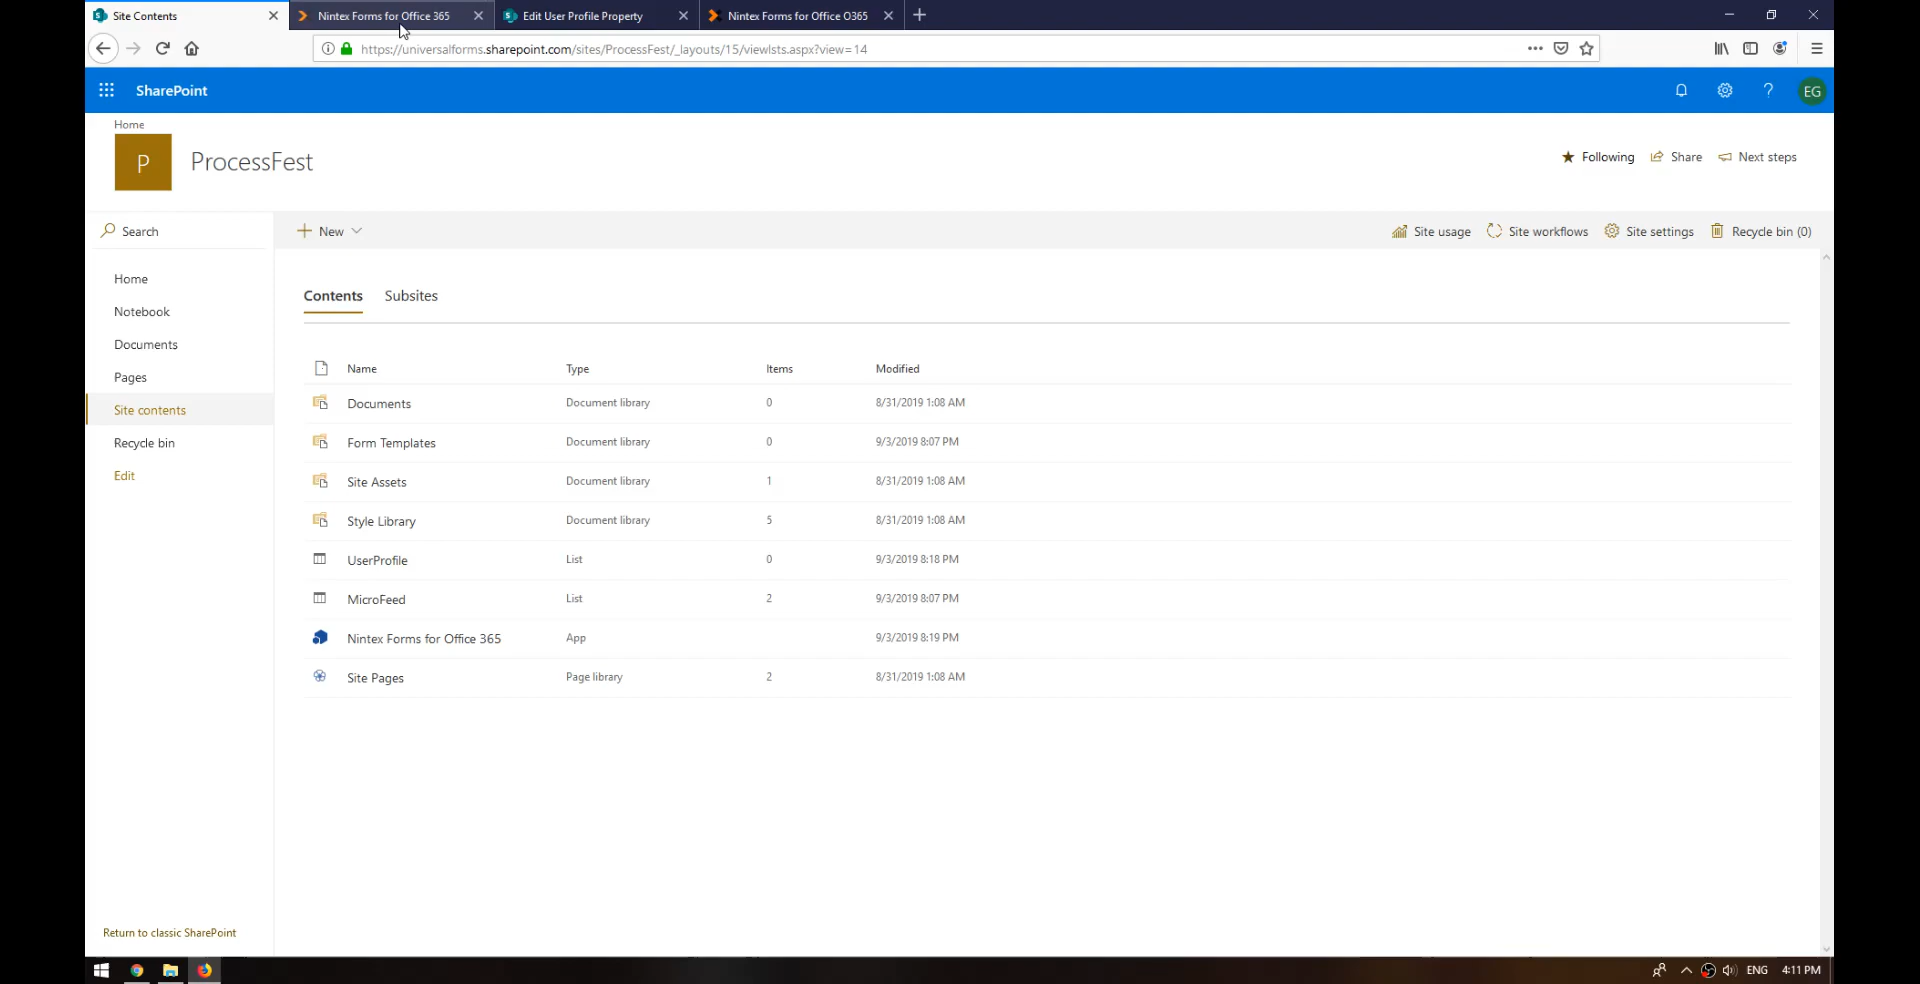 Site Contents
Nintex Forms for Office 365
Edit User Profile Property
Nintex Forms for Office O365
https://universalforms.sharepoint.com/sites/ProcessFest/_layouts/15/viewlsts.aspx?view=14
SharePoint
EG
Home
P
ProcessFest
Following
Share
Next steps
Search
New
Site usage
Site workflows
Site settings
Recycle bin (0)
Home
Notebook
Documents
Pages
Site contents
Recycle bin
Edit
Contents
Subsites
Name Type Items Modified
Documents Document library 0 8/31/2019 1:08 AM
Form Templates Document library 0 9/3/2019 8:07 PM
Site Assets Document library 1 8/31/2019 1:08 AM
Style Library Document library 5 8/31/2019 1:08 AM
UserProfile List 0 9/3/2019 8:18 PM
MicroFeed List 2 9/3/2019 8:07 PM
Nintex Forms for Office 365 App 9/3/2019 8:19 PM
Site Pages Page library 2 8/31/2019 1:08 AM
Return to classic SharePoint
ENG 4:11 PM